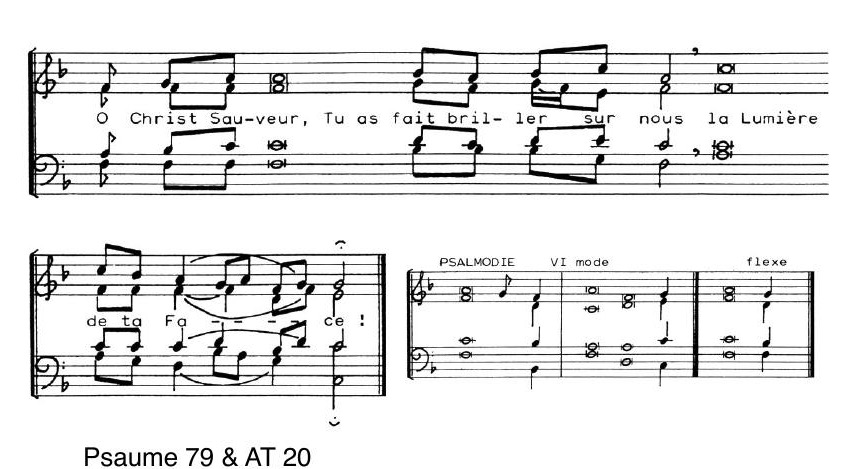 O Christ Sau-veur, Tu as fait bril- ler sur nous la Lumière
PSALMODIE VI mode flexe
de ta Fa - - - - ce !
Psaume 79 & AT 20